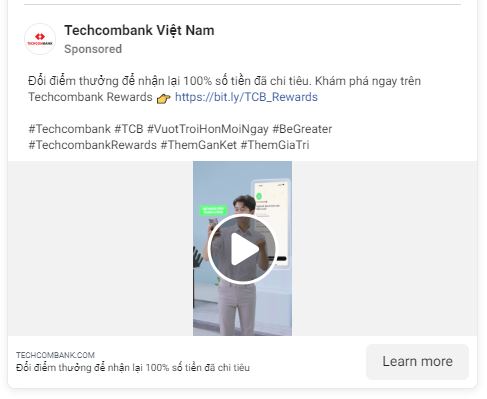 Techcombank Việt Nam
TECHCOMBANK
Sponsored
Đổi điểm thưởng để nhận lại 100% số tiền đã chi tiêu. Khám phá ngay trên
Techcombank Rewards 👉 https://bit.ly/TCB_Rewards
#Techcombank #TCB #VuotTroiHonMoiNgay #BeGreater
#TechcombankRewards #ThemGanKet #ThemGiaTri
TECHCOMBANK.COM
Đổi điểm thưởng để nhận lại 100% số tiền đã chi tiêu
Learn more